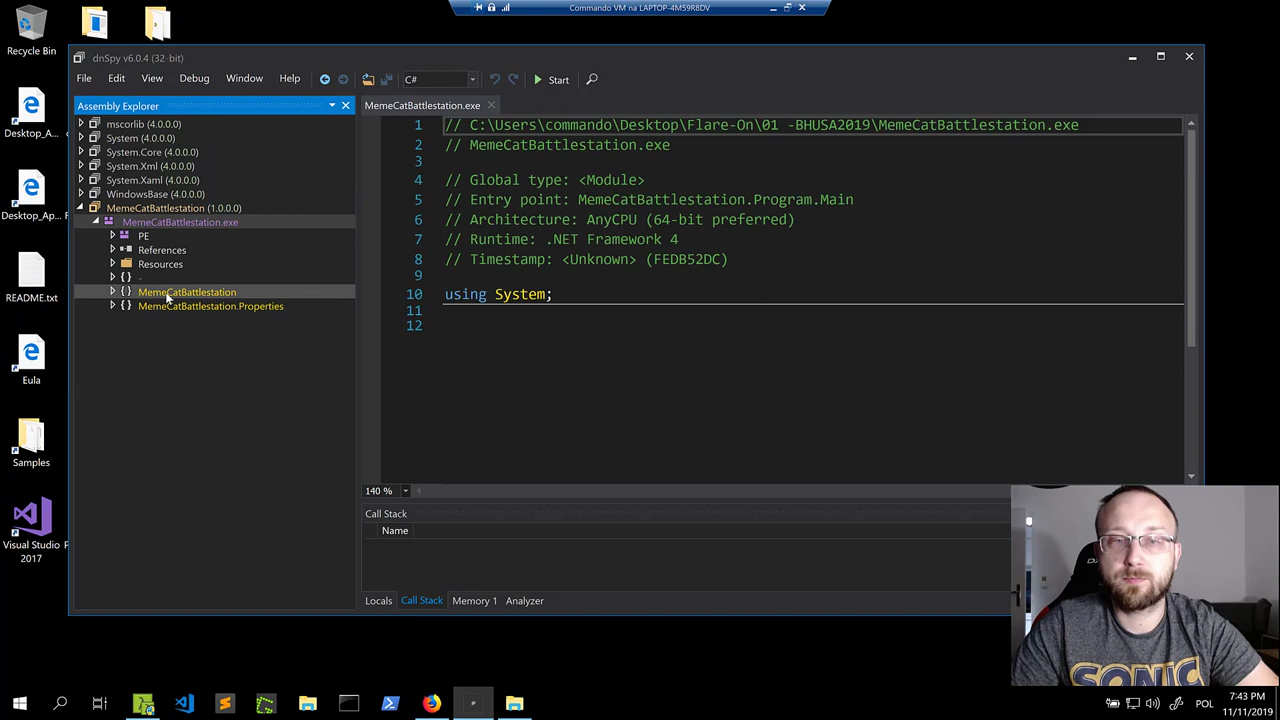 Commando VM na LAPTOP-4M59R8DV
Recycle Bin
Desktop_A...
Desktop_Ap...
README.txt
Eula
Samples
Visual Studio
2017
dnSpy v6.0.4 (32-bit)
File Edit View Debug Window Help C# Start
Assembly Explorer
mscorlib (4.0.0.0)
System (4.0.0.0)
System.Core (4.0.0.0)
System.Xml (4.0.0.0)
System.Xaml (4.0.0.0)
WindowsBase (4.0.0.0)
MemeCatBattlestation (1.0.0.0)
MemeCatBattlestation.exe
PE
References
Resources
{ } -
{ } MemeCatBattlestation
{ } MemeCatBattlestation.Properties
MemeCatBattlestation.exe
1 // C:\Users\commando\Desktop\Flare-On\01 -BHUSA2019\MemeCatBattlestation.exe
2 // MemeCatBattlestation.exe
3
4 // Global type: <Module>
5 // Entry point: MemeCatBattlestation.Program.Main
6 // Architecture: AnyCPU (64-bit preferred)
7 // Runtime: .NET Framework 4
8 // Timestamp: <Unknown> (FEDB52DC)
9
10 using System;
11
12
140 %
Call Stack
Name
Locals Call Stack Memory 1 Analyzer
SONIC
POL
7:43 PM
11/11/2019